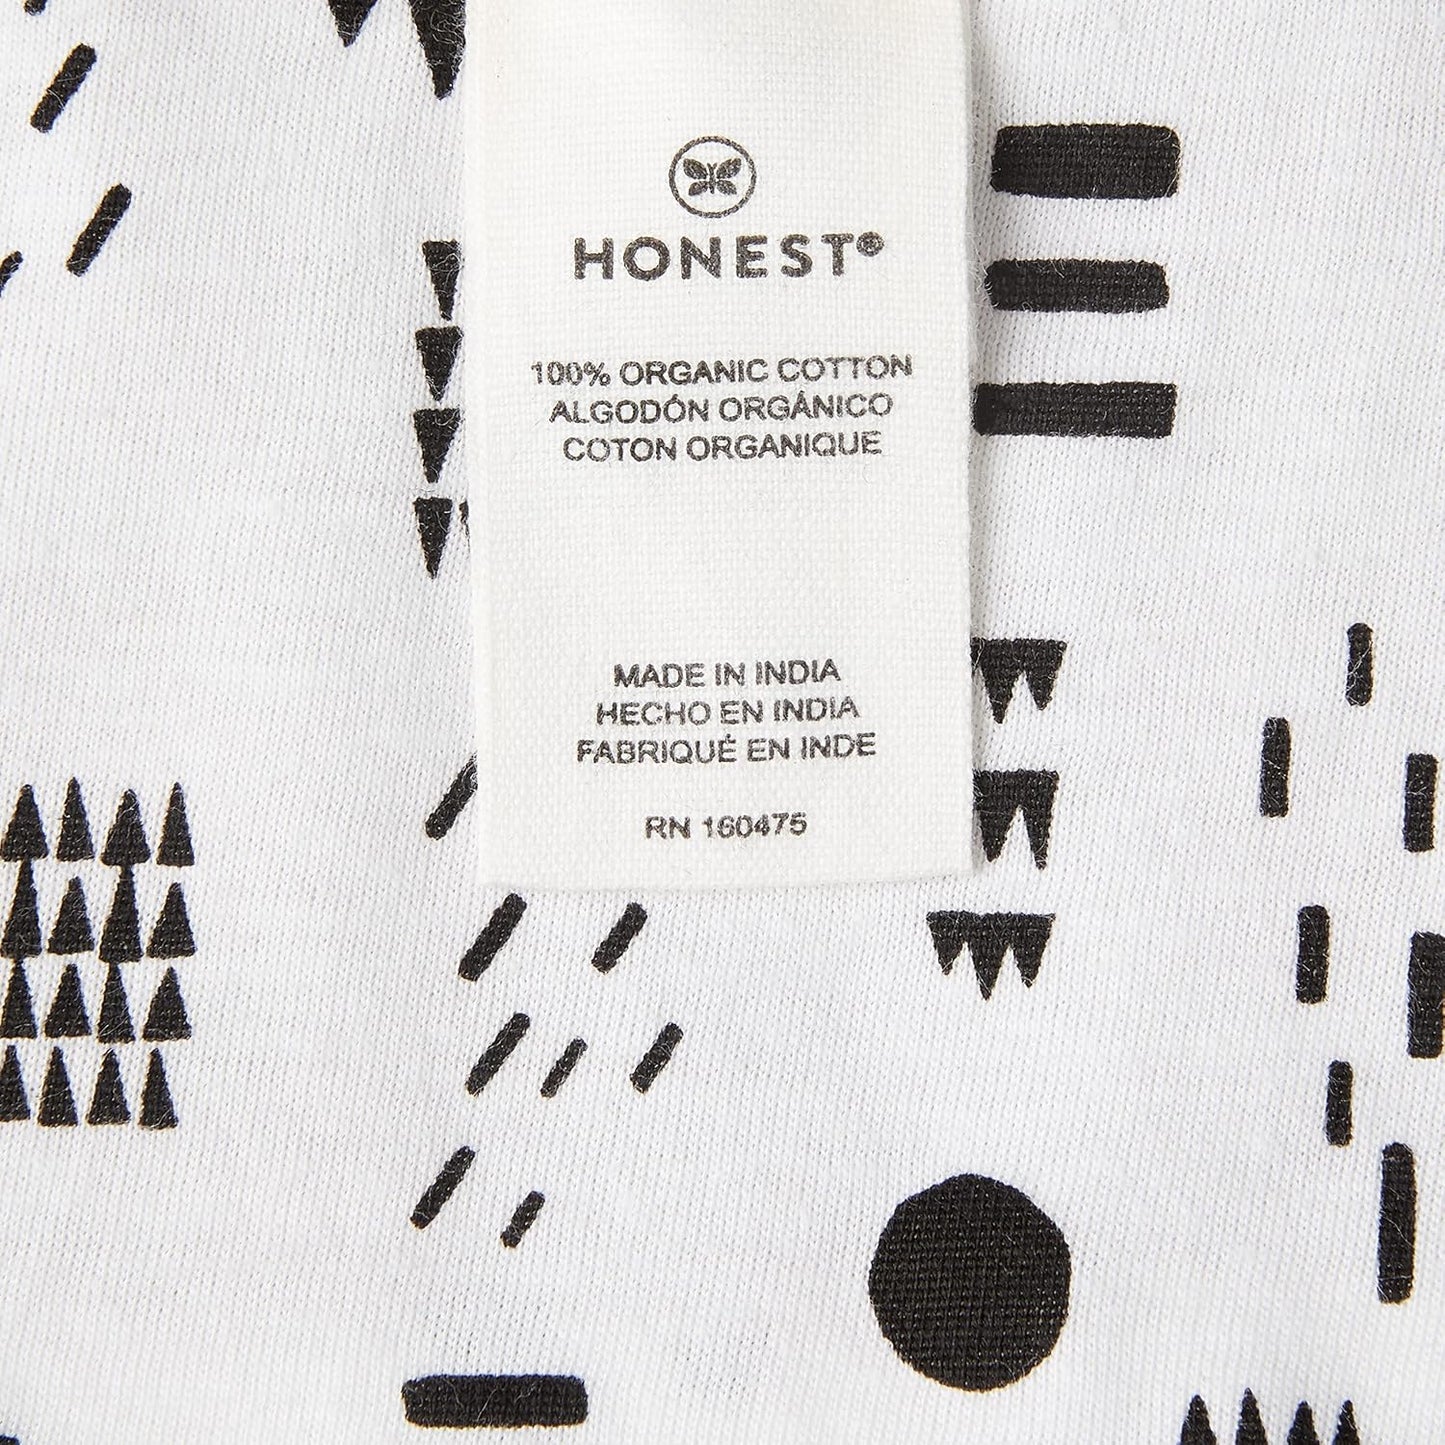 HONEST®
100% ORGANIC COTTON
ALGODÓN ORGÁNICO
COTON ORGANIQUE
MADE IN INDIA
HECHO EN INDIA
FABRIQUÉ EN INDE
RN 160475